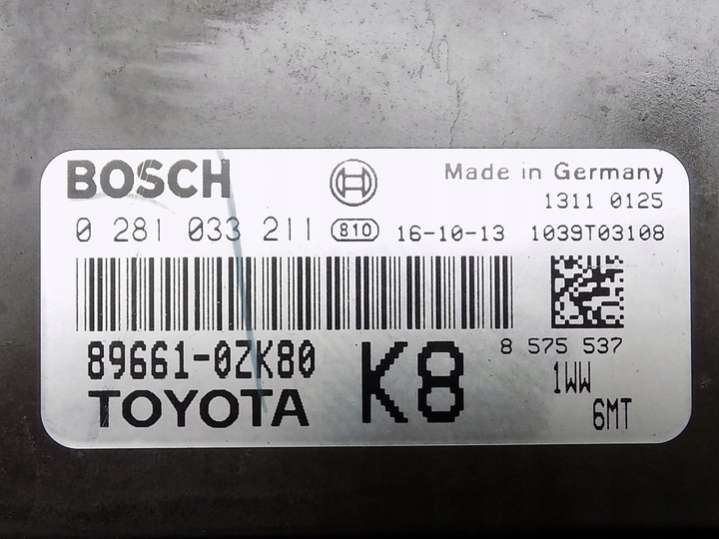 BOSCH Made in Germany
1311 0125
0 281 033 211 810 16-10-13 1039T03108
8 575 537
89661-0ZK80 K8 1WW
TOYOTA 6MT